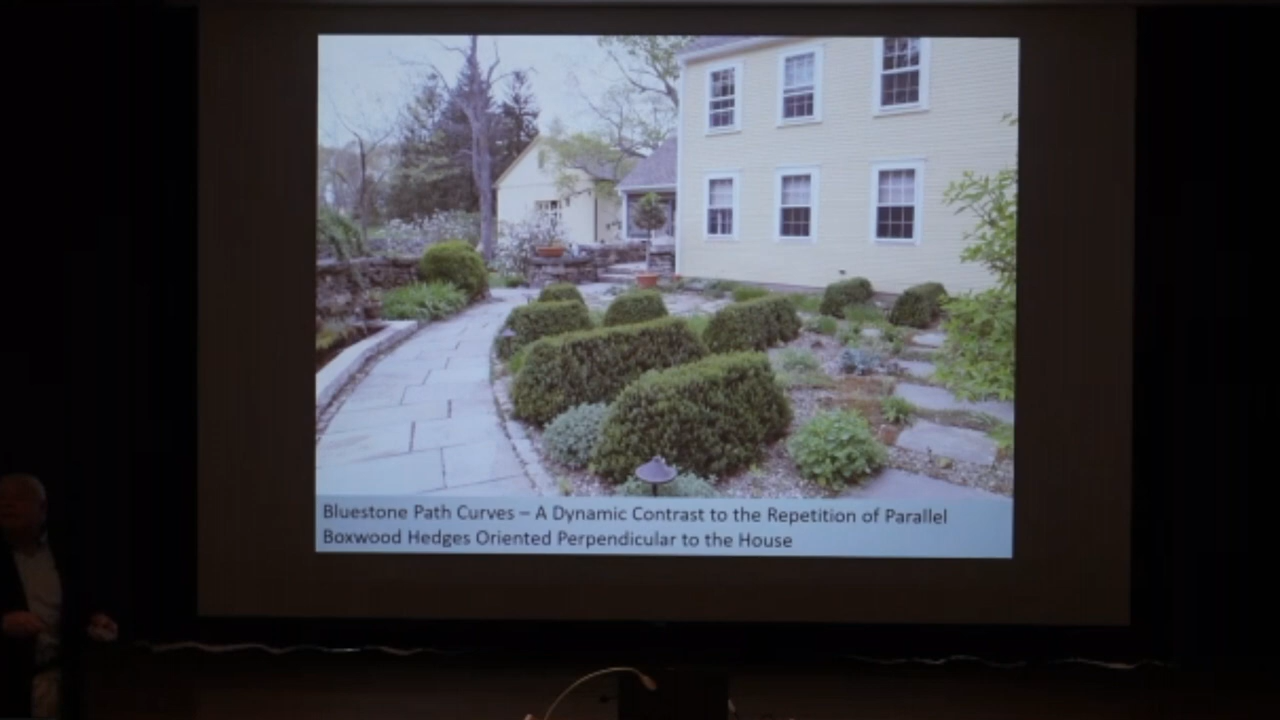 Bluestone Path Curves – A Dynamic Contrast to the Repetition of Parallel
Boxwood Hedges Oriented Perpendicular to the House